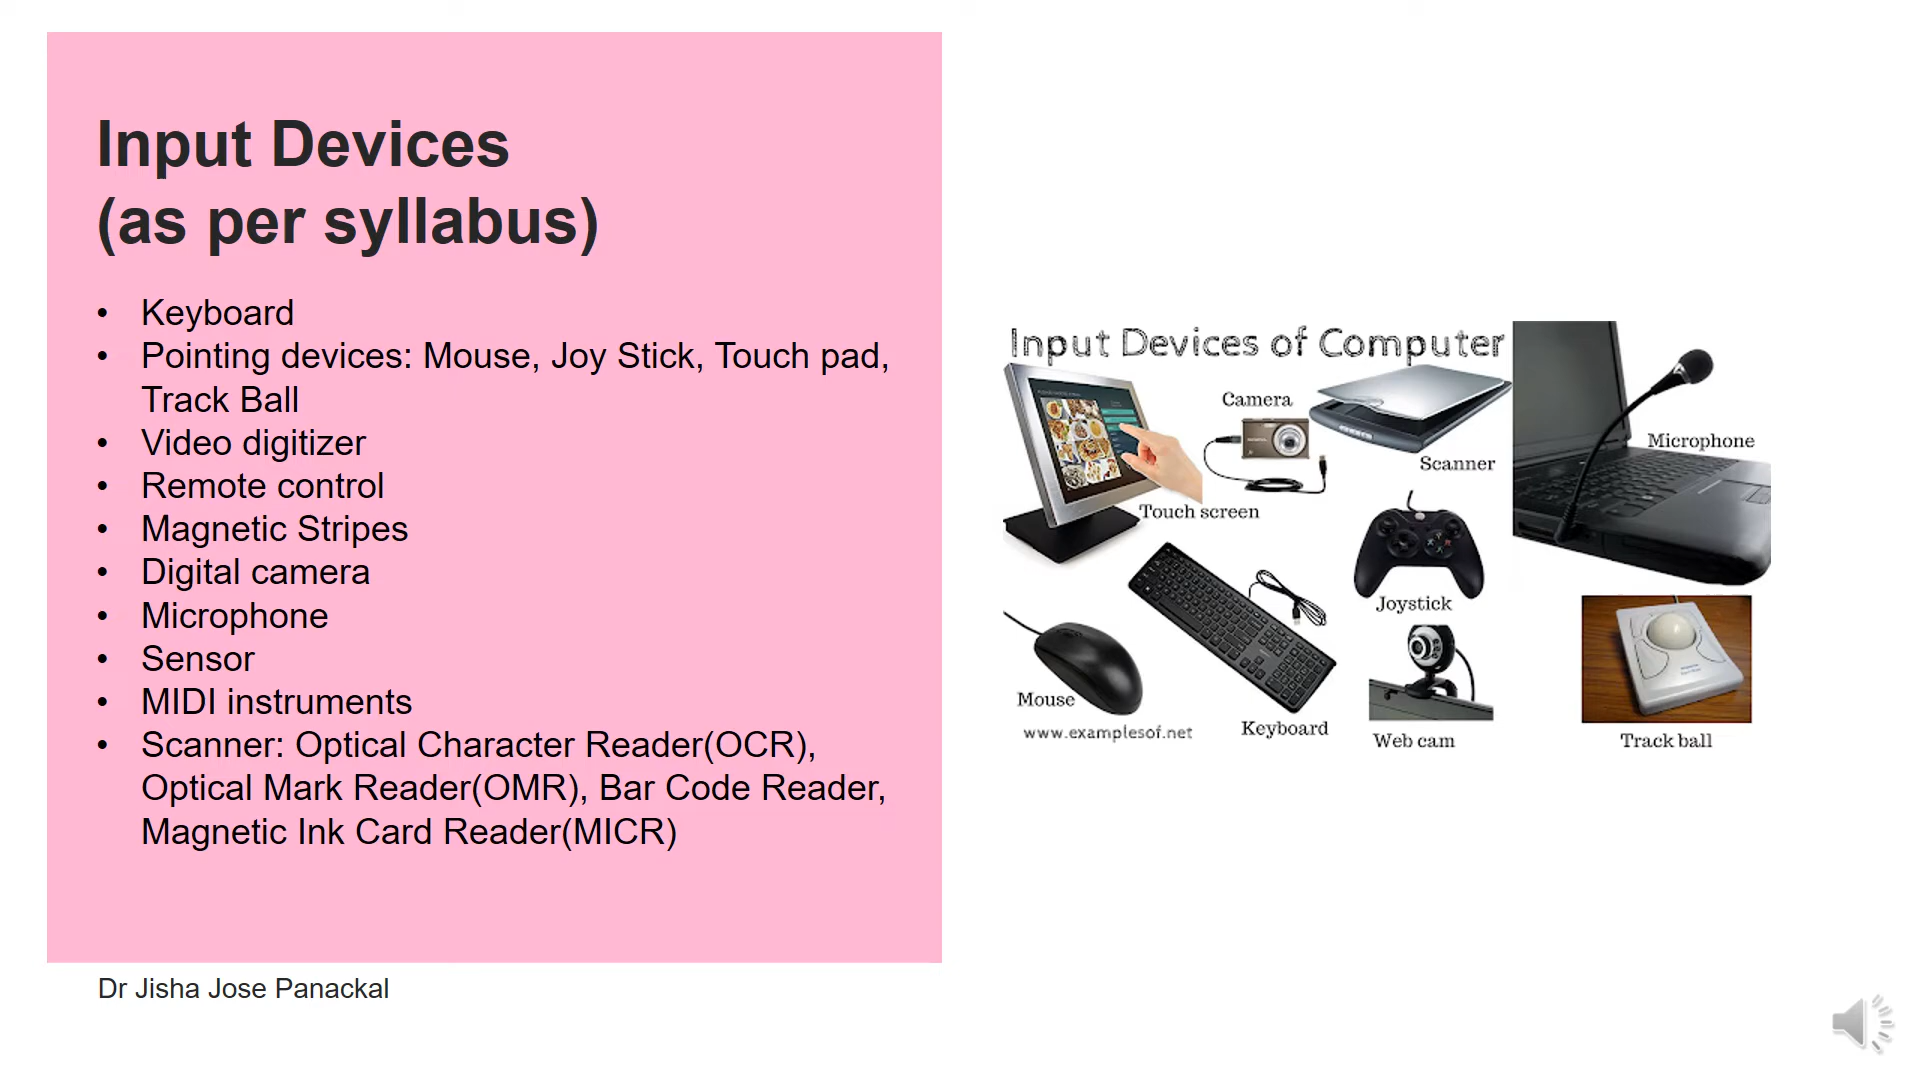 Input Devices
(as per syllabus)
• Keyboard
• Pointing devices: Mouse, Joy Stick, Touch pad,
Track Ball
• Video digitizer
• Remote control
• Magnetic Stripes
• Digital camera
• Microphone
• Sensor
• MIDI instruments
• Scanner: Optical Character Reader(OCR),
Optical Mark Reader(OMR), Bar Code Reader,
Magnetic Ink Card Reader(MICR)
Dr Jisha Jose Panackal
Input Devices of Computer
Camera
Scanner
Microphone
Touch screen
Joystick
Mouse
Keyboard
www.examplesof.net
Web cam
Track ball